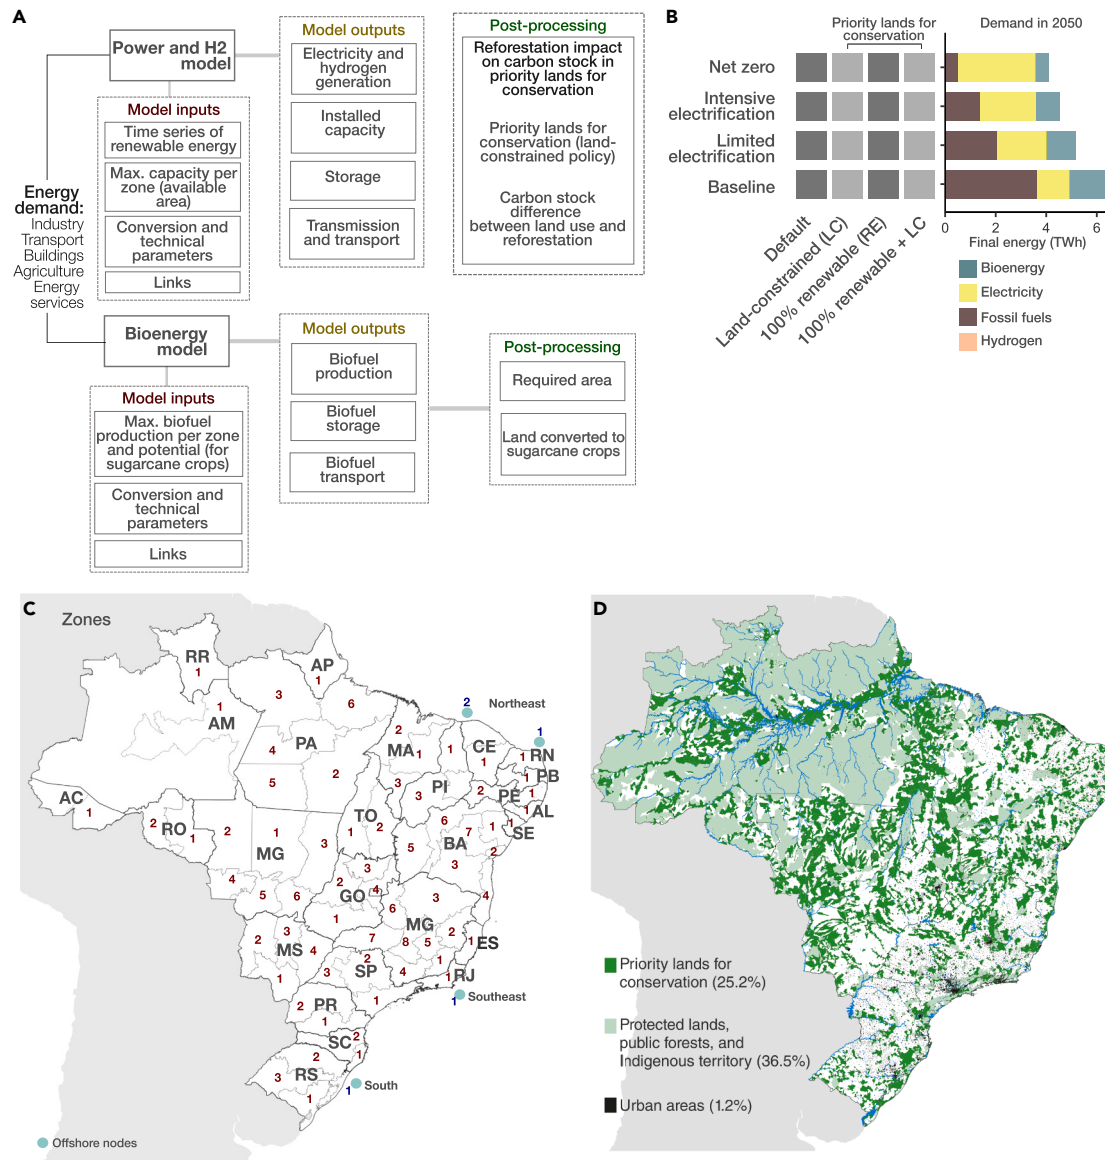 A
Power and H2
model
Model inputs
Time series of
renewable energy
Max. capacity per
zone (available
area)
Conversion and
technical
parameters
Links
Energy
demand:
Industry
Transport
Buildings
Agriculture
Energy
services
Model outputs
Electricity and
hydrogen
generation
Installed
capacity
Storage
Transmission
and transport
Post-processing
Reforestation impact
on carbon stock in
priority lands for
conservation
Priority lands for
conservation (land-
constrained policy)
Carbon stock
difference
between land use and
reforestation
Bioenergy
model
Model inputs
Max. biofuel
production per zone
and potential (for
sugarcane crops)
Conversion and
technical
parameters
Links
Model outputs
Biofuel
production
Biofuel
storage
Biofuel
transport
Post-processing
Required area
Land converted to
sugarcane crops
B
Priority lands for
conservation
Demand in 2050
Net zero
Intensive
electrification
Limited
electrification
Baseline
Default
Land-constrained (LC)
100% renewable (RE)
100% renewable + LC
0 2 4 6
Final energy (TWh)
Bioenergy
Electricity
Fossil fuels
Hydrogen
C
Zones
RR
1
AP
1
3
6
1
AM
2
Northeast
1
PA
4
2
5
2
MA
1
1
CE
1
1
RN
1
PB
3
3
PI
2
PE
1
1
AL
AC
1
2
RO
1
2
1
3
MG
TO
1
2
6
7
1
1
SE
5
BA
2
3
4
5
6
3
2
4
GO
1
3
4
6
MG
2
7
8
5
1
ES
1
3
2
MS
4
1
2
SP
3
4
1
RJ
1
Southeast
1
2
PR
1
SC
2
1
2
3
RS
1
South
1
Offshore nodes
D
Priority lands for
conservation (25.2%)
Protected lands,
public forests, and
Indigenous territory (36.5%)
Urban areas (1.2%)